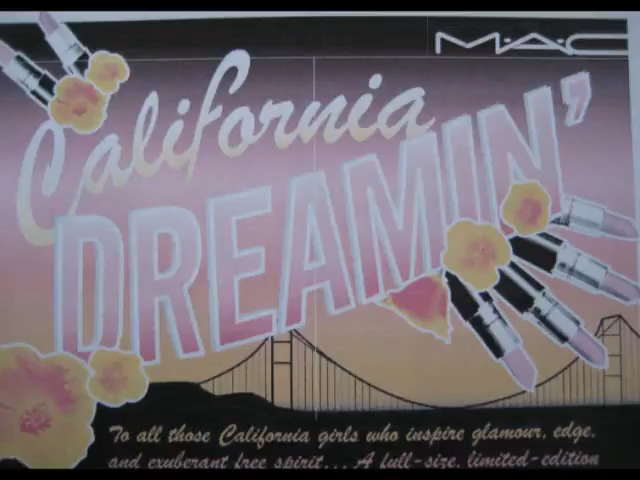 M·A·C
California
DREAMIN'
To all those California girls who inspire glamour, edge,
and exuberant free spirit... A full-size, limited-edition